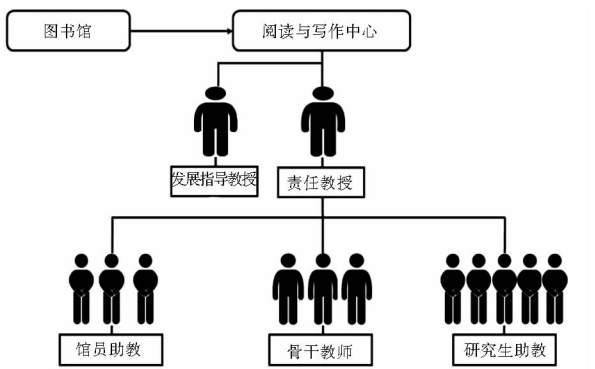 图书馆
阅读与写作中心
发展指导教授
责任教授
馆员助教
骨干教师
研究生助教